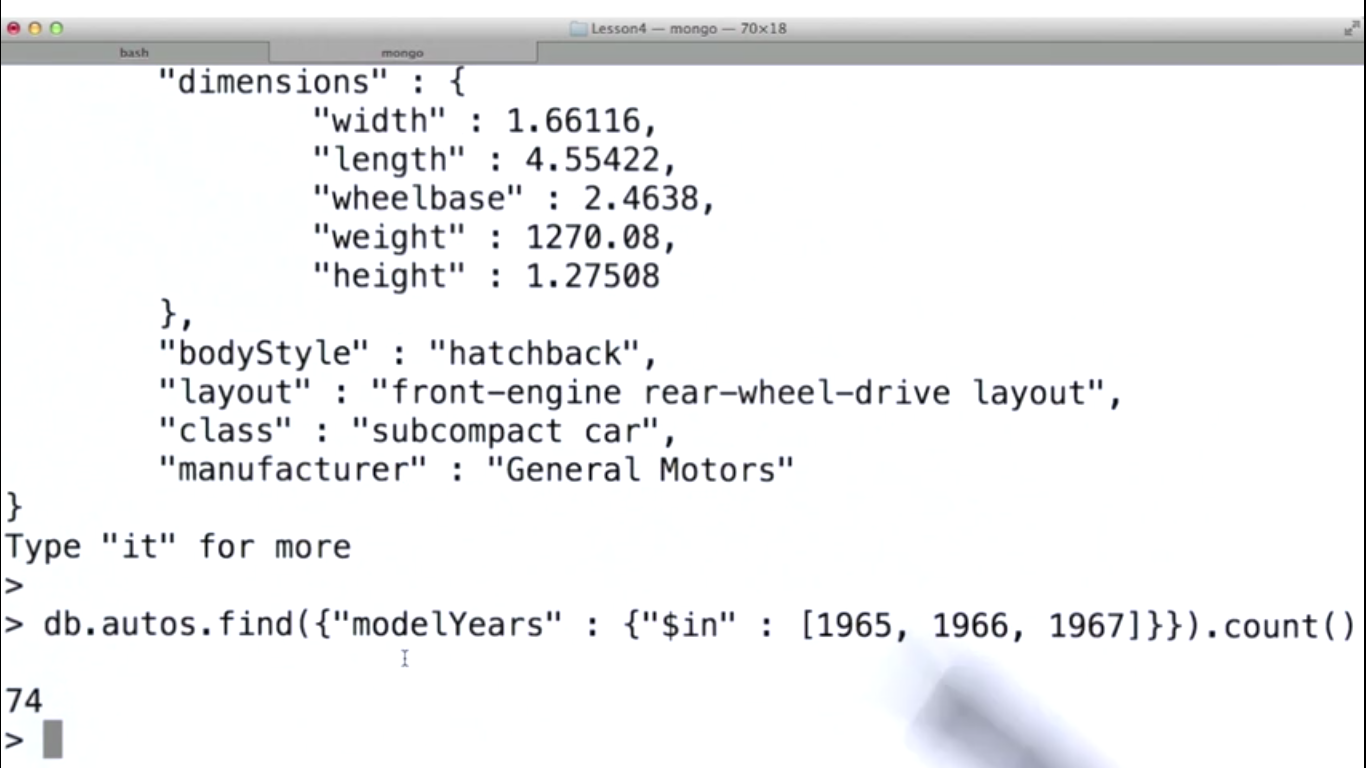 Lesson4 — mongo — 70×18
bash mongo
"dimensions" : {
"width" : 1.66116,
"length" : 4.55422,
"wheelbase" : 2.4638,
"weight" : 1270.08,
"height" : 1.27508
},
"bodyStyle" : "hatchback",
"layout" : "front-engine rear-wheel-drive layout",
"class" : "subcompact car",
"manufacturer" : "General Motors"
}
Type "it" for more
>
> db.autos.find({"modelYears" : {"$in" : [1965, 1966, 1967]}}).count()
74
>